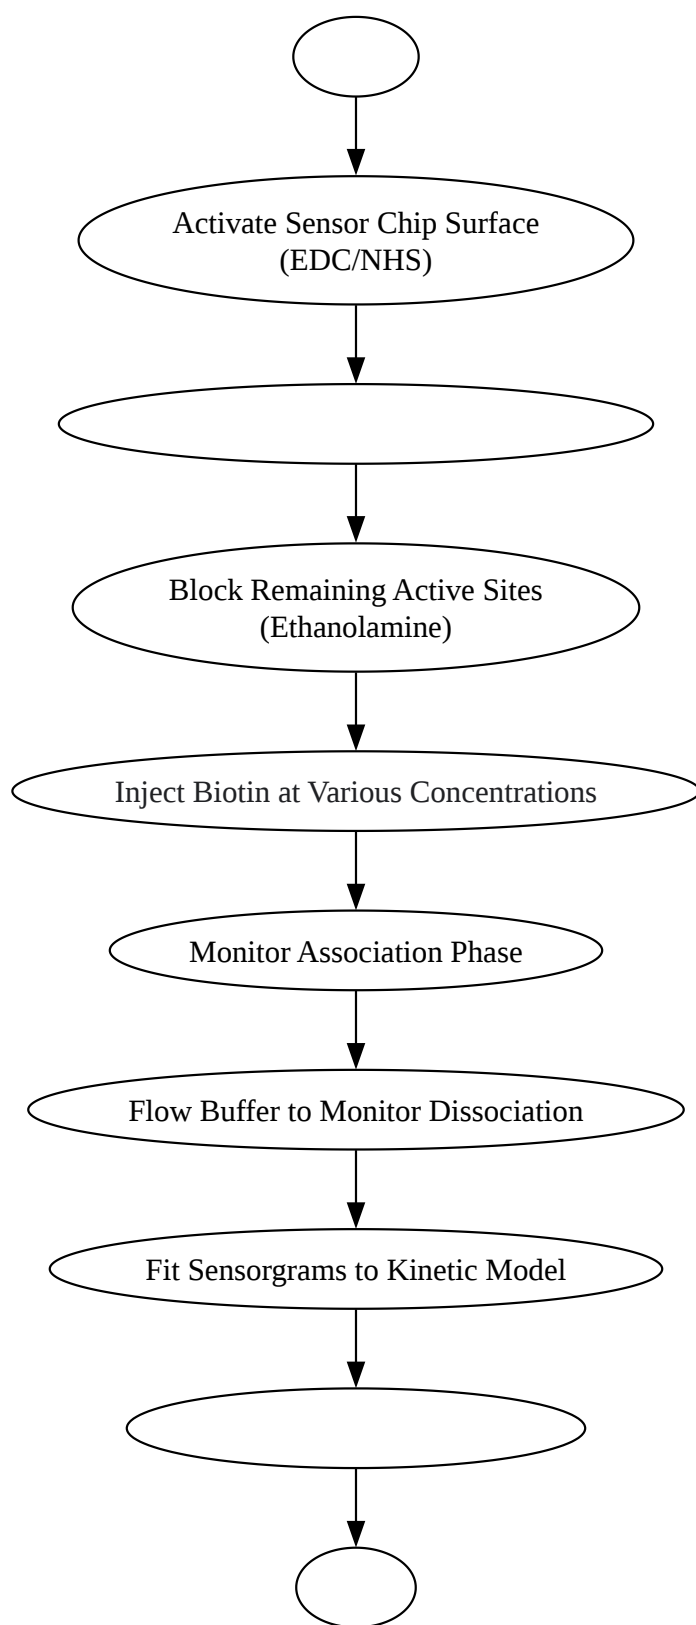 Activate Sensor Chip Surface
(EDC/NHS)
Block Remaining Active Sites
(Ethanolamine)
Inject Biotin at Various Concentrations
Monitor Association Phase
Flow Buffer to Monitor Dissociation
Fit Sensorgrams to Kinetic Model